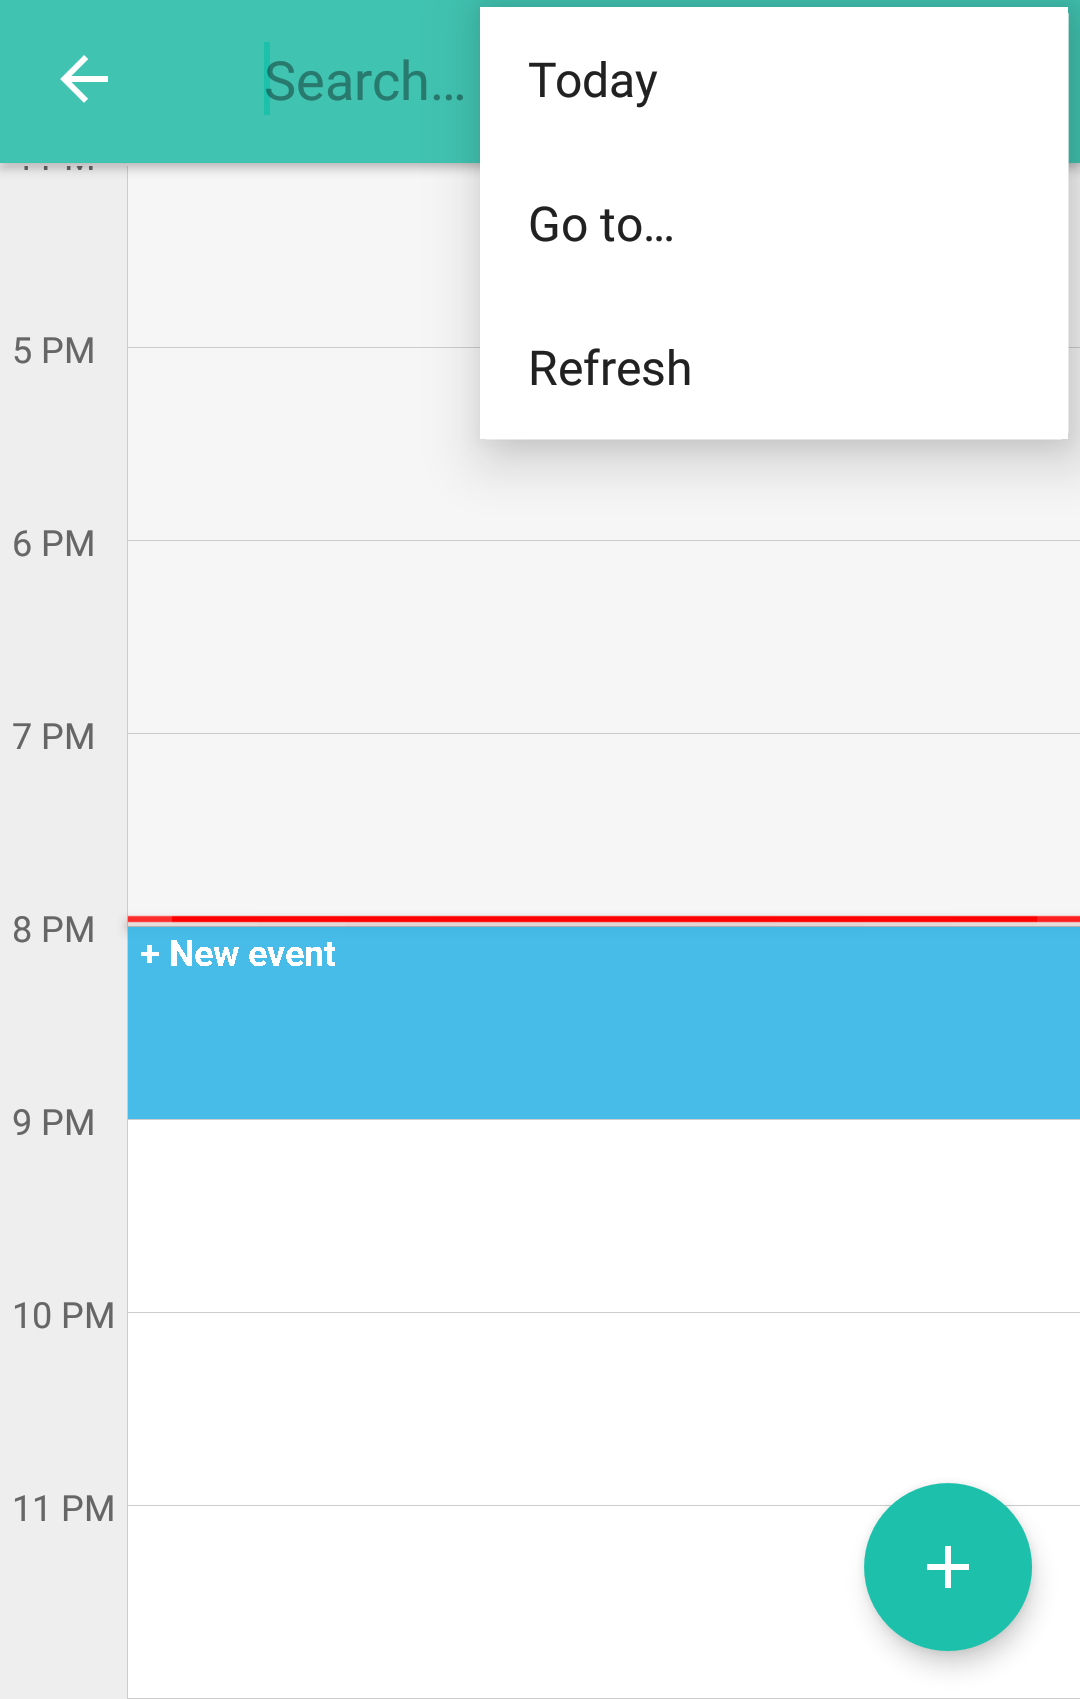 Search...
Today
Go to...
Refresh
5 PM
6 PM
7 PM
8 PM
+ New event
9 PM
10 PM
11 PM